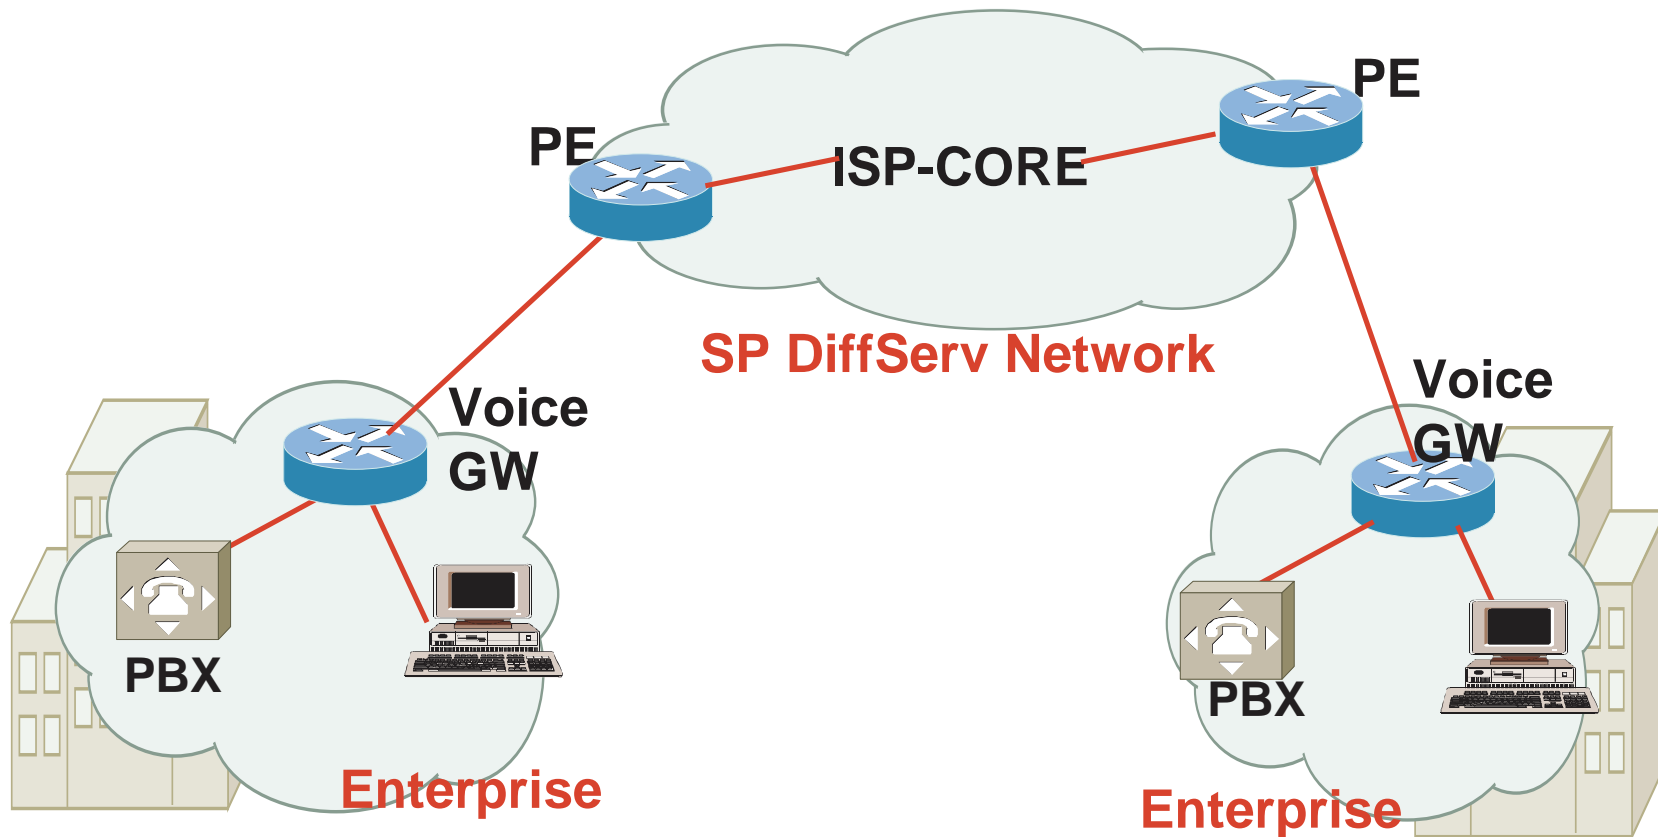 PE
PE
ISP-CORE
SP DiffServ Network
Voice
GW
Voice
GW
PBX
PBX
Enterprise
Enterprise